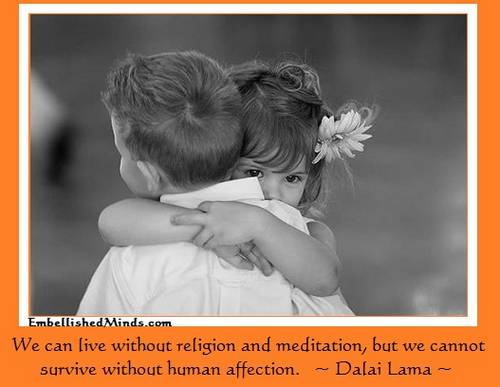 EmbellishedMinds.com
We can live without religion and meditation, but we cannot
survive without human affection. ~ Dalai Lama ~